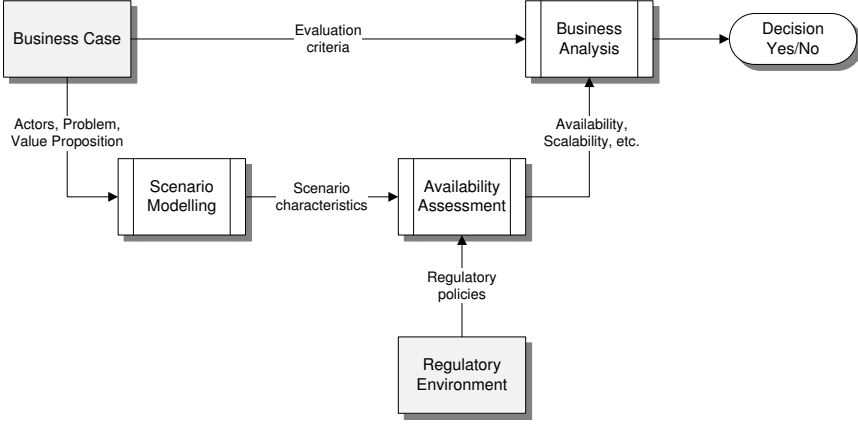 Business Case
Evaluation
criteria
Business
Analysis
Decision
Yes/No
Actors, Problem,
Value Proposition
Availability,
Scalability, etc.
Scenario
Modelling
Scenario
characteristics
Availability
Assessment
Regulatory
policies
Regulatory
Environment